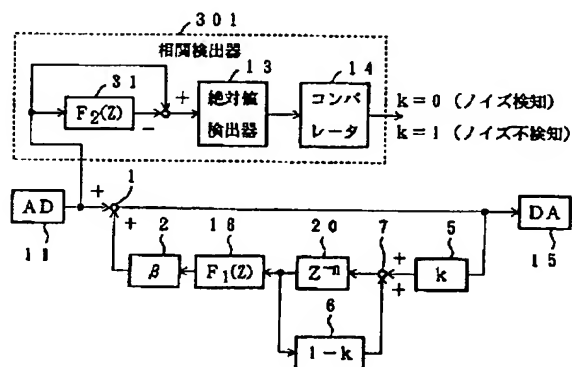 301
相関検出器
31
13
14
F₂(Z)
+
−
絶対値
検出器
コンパ
レータ
k=0 (ノイズ検知)
k=1 (ノイズ不検知)
AD
11
+
1
+
DA
15
2
18
20
7
5
β
F₁(Z)
Z⁻ⁿ
+
+
k
6
1-k